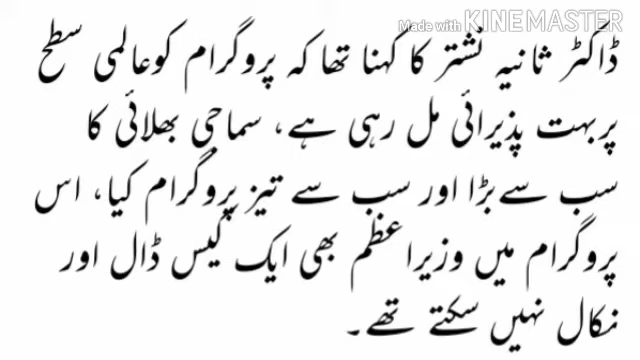 Made with KINEMASTER
ڈاکٹر ثانیہ نشتر کا کہنا تھا کہ پروگرام کو عالمی سطح
پر بہت پذیرائی مل رہی ہے، سماجی بھلائی کا
سب سے بڑا اور سب سے تیز پروگرام کیا، اس
پروگرام میں وزیراعظم بھی ایک کیس ڈال اور
نکال نہیں سکتے تھے۔